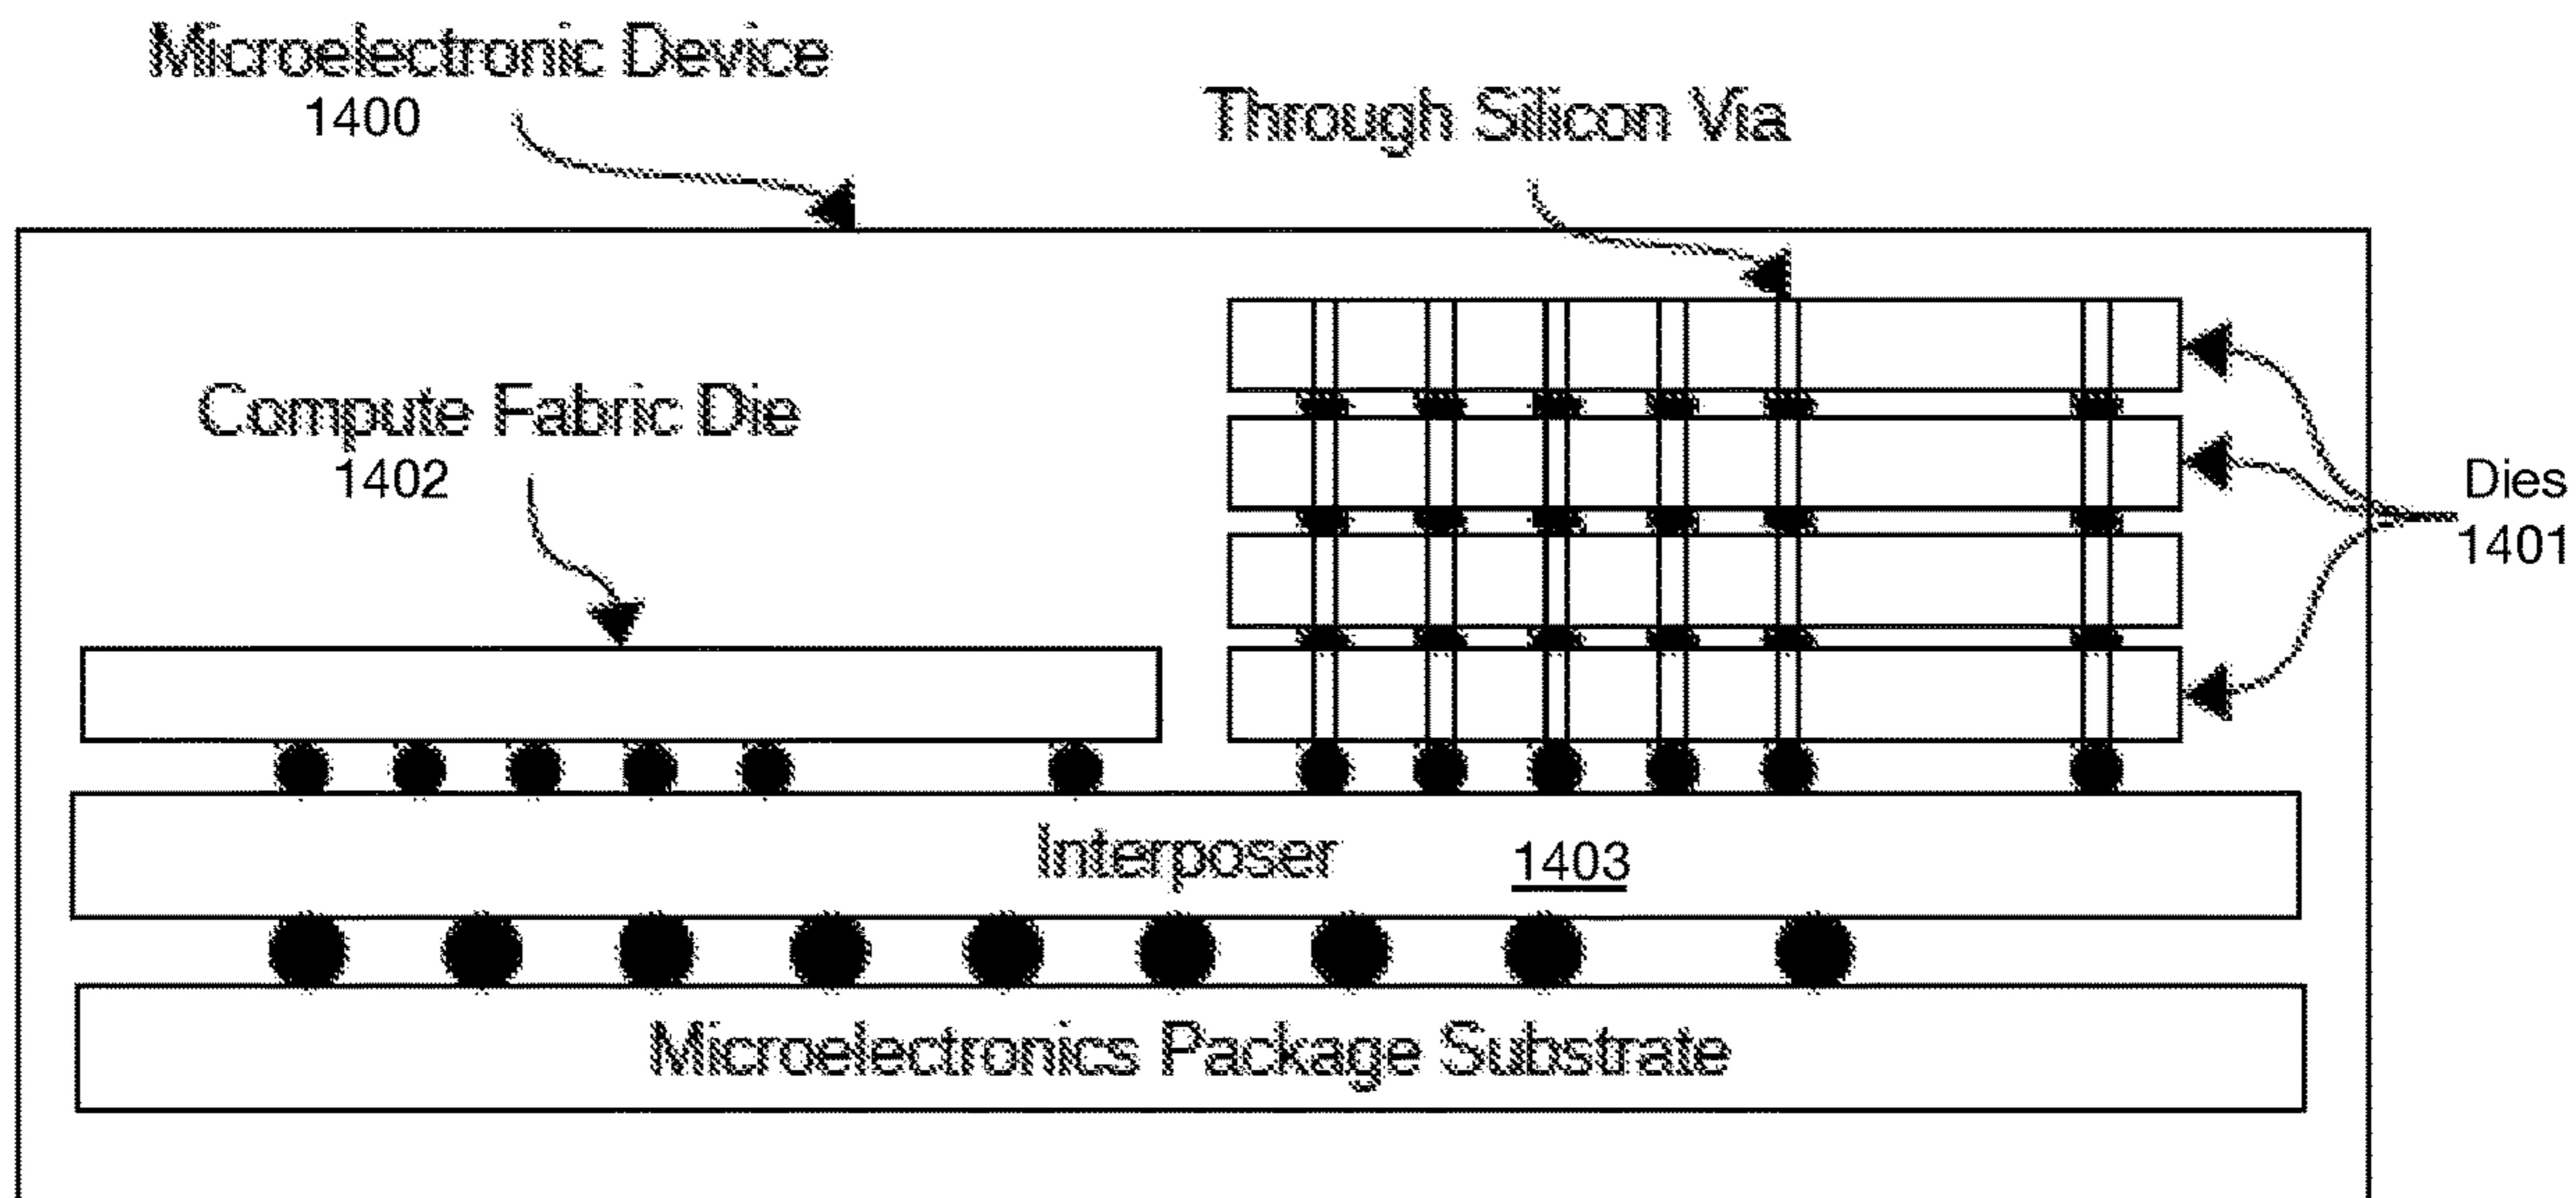 Microelectronic Device
1400
Through Silicon Via
Compute Fabric Die
1402
Dies
1401
Interposer 1403
Microelectronics Package Substrate